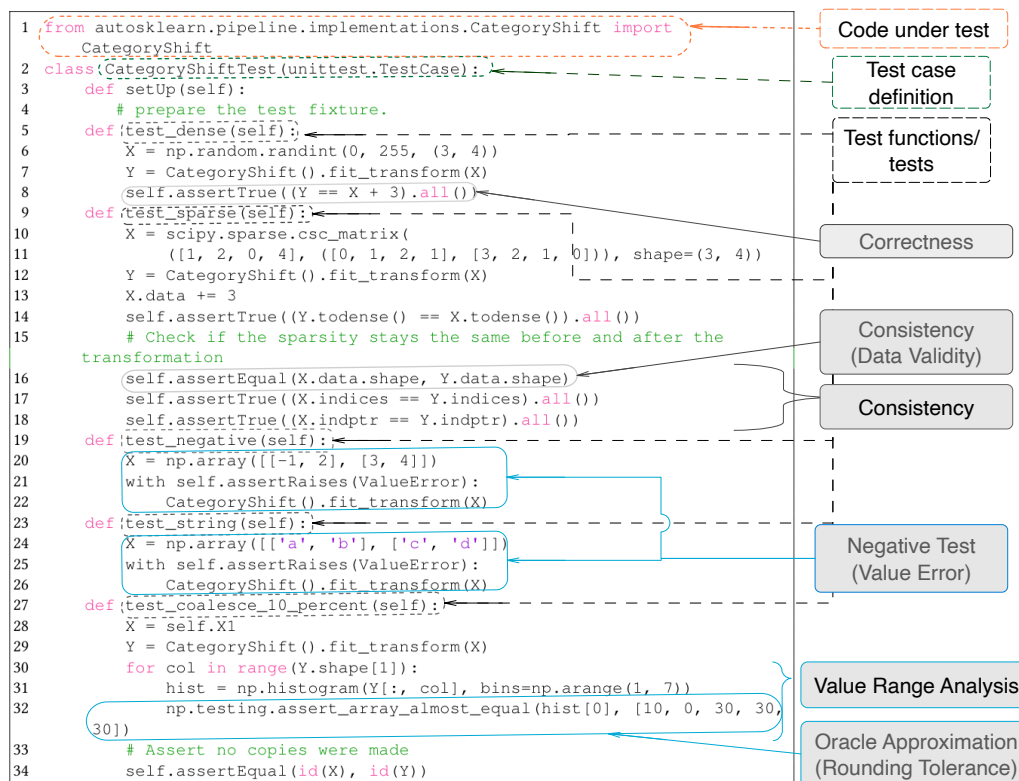 1 from autosklearn.pipeline.implementations.CategoryShift import
CategoryShift
2 class CategoryShiftTest(unittest.TestCase):
3 def setUp(self):
4 # prepare the test fixture.
5 def test_dense(self):
6 X = np.random.randint(0, 255, (3, 4))
7 Y = CategoryShift().fit_transform(X)
8 self.assertTrue((Y == X + 3).all())
9 def test_sparse(self):
10 X = scipy.sparse.csc_matrix(
11 ([1, 2, 0, 4], ([0, 1, 2, 1], [3, 2, 1, 0])), shape=(3, 4))
12 Y = CategoryShift().fit_transform(X)
13 X.data += 3
14 self.assertTrue((Y.todense() == X.todense()).all())
15 # Check if the sparsity stays the same before and after the
transformation
16 self.assertEqual(X.data.shape, Y.data.shape)
17 self.assertTrue((X.indices == Y.indices).all())
18 self.assertTrue((X.indptr == Y.indptr).all())
19 def test_negative(self):
20 X = np.array([[-1, 2], [3, 4]])
21 with self.assertRaises(ValueError):
22 CategoryShift().fit_transform(X)
23 def test_string(self):
24 X = np.array([['a', 'b'], ['c', 'd']])
25 with self.assertRaises(ValueError):
26 CategoryShift().fit_transform(X)
27 def test_coalesce_10_percent(self):
28 X = self.X1
29 Y = CategoryShift().fit_transform(X)
30 for col in range(Y.shape[1]):
31 hist = np.histogram(Y[:, col], bins=np.arange(1, 7))
32 np.testing.assert_array_almost_equal(hist[0], [10, 0, 30, 30,
30])
33 # Assert no copies were made
34 self.assertEqual(id(X), id(Y))
Code under test
Test case
definition
Test functions/
tests
Correctness
Consistency
(Data Validity)
Consistency
Negative Test
(Value Error)
Value Range Analysis
Oracle Approximation
(Rounding Tolerance)